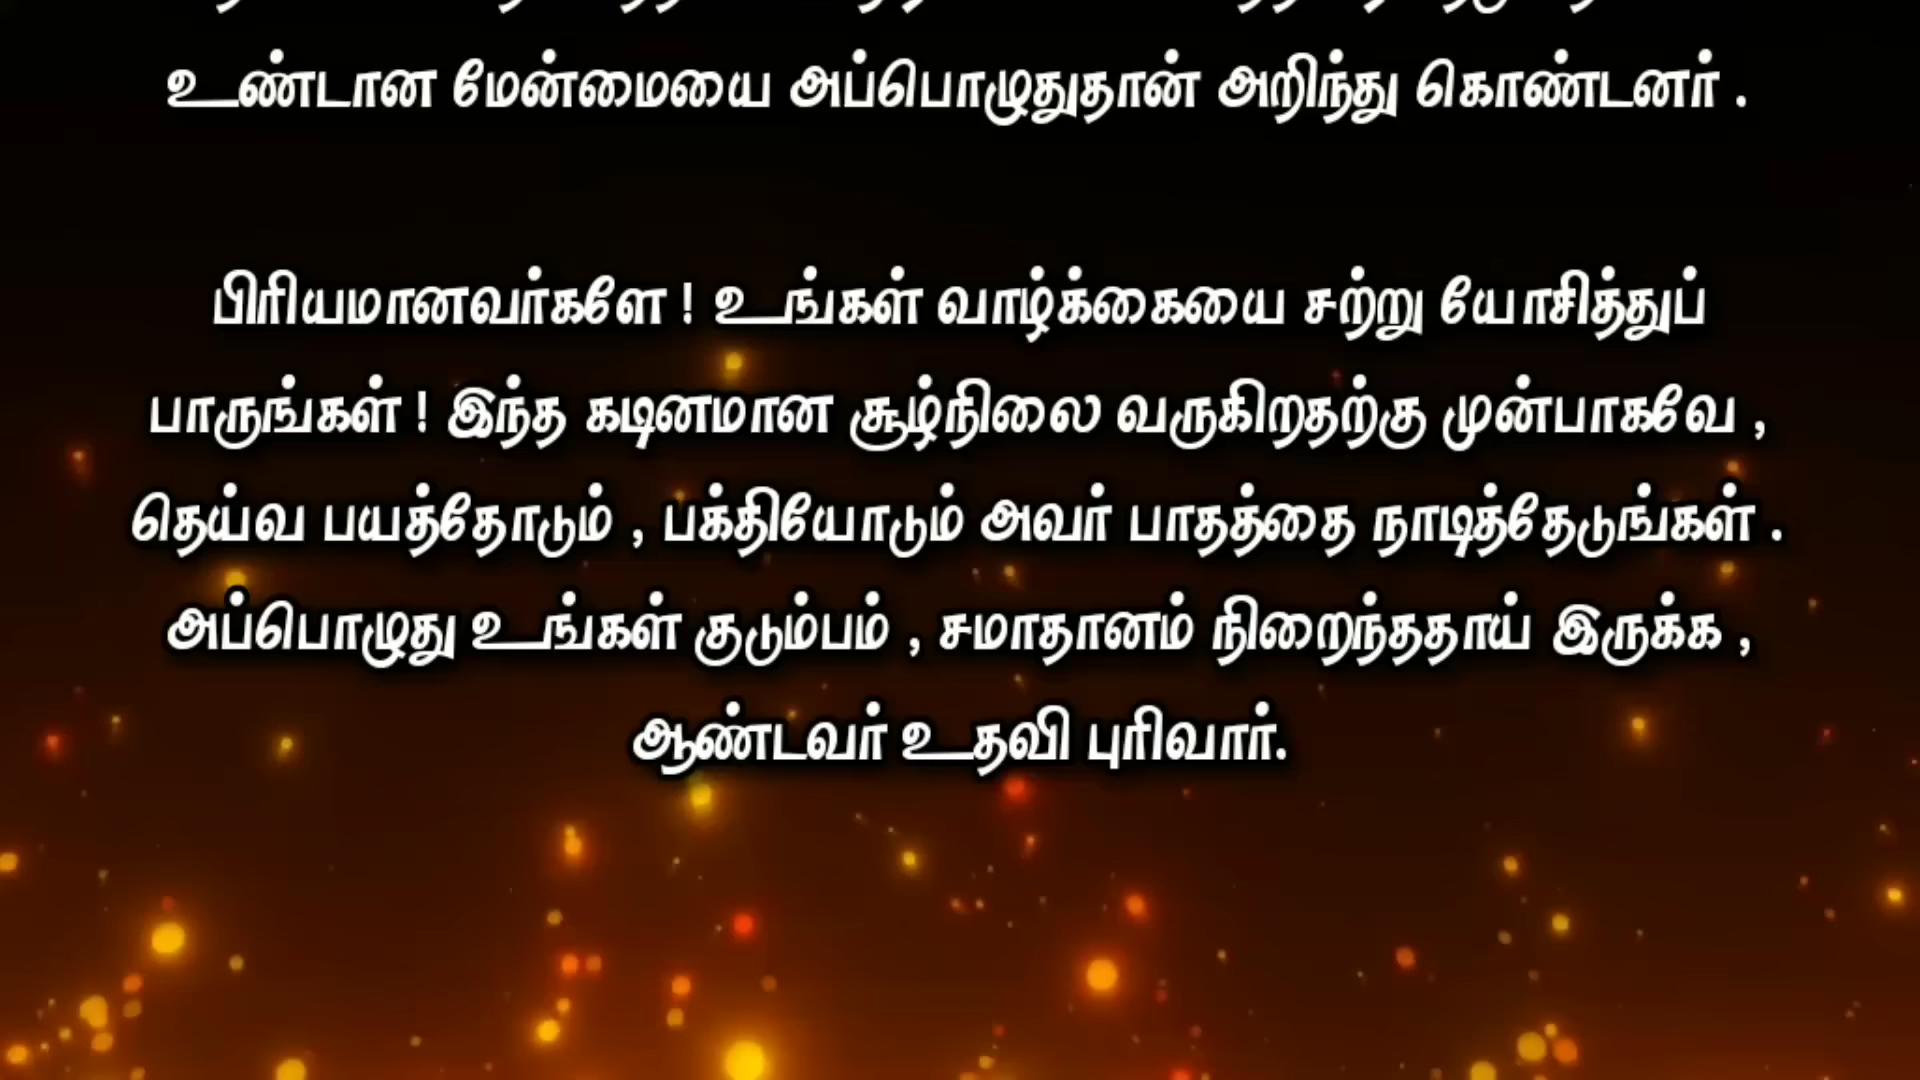 உண்டான மேன்மையை அப்பொழுதுதான் அறிந்து கொண்டனர் .
பிரியமானவர்களே ! உங்கள் வாழ்க்கையை சற்று யோசித்துப்
பாருங்கள் ! இந்த கடினமான சூழ்நிலை வருகிறதற்கு முன்பாகவே ,
தெய்வ பயத்தோடும் , பக்தியோடும் அவர் பாதத்தை நாடித்தேடுங்கள் .
அப்பொழுது உங்கள் குடும்பம் , சமாதானம் நிறைந்ததாய் இருக்க ,
ஆண்டவர் உதவி புரிவார்.